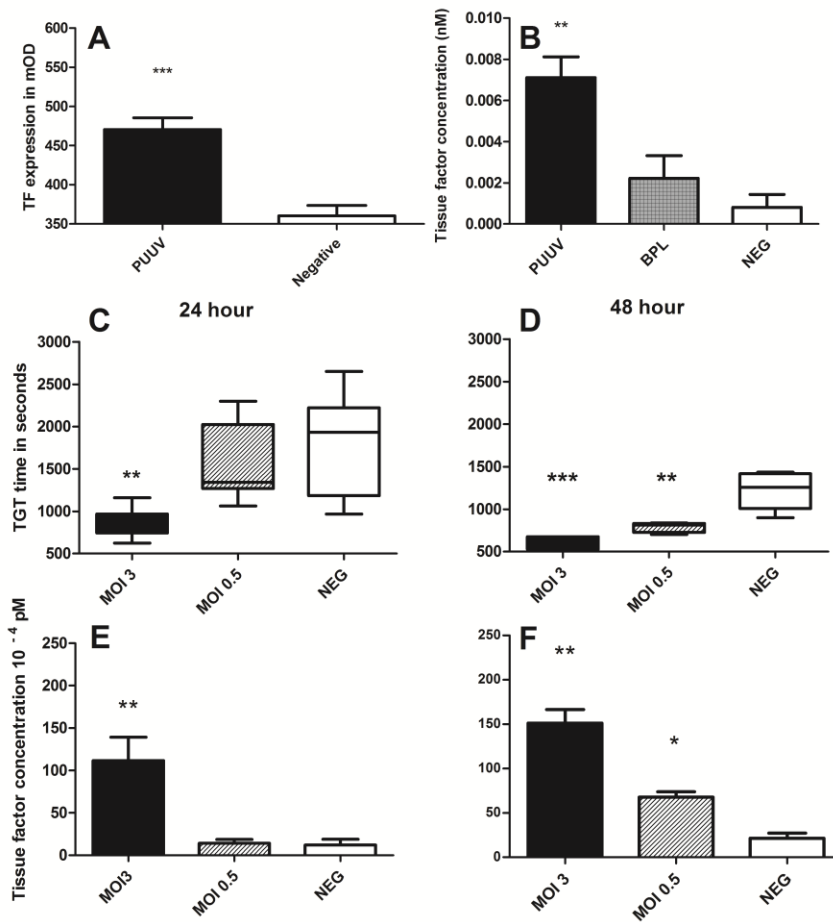 A
TF expression in mOD
600
550
500
450
400
350
***
PUUV
Negative
B
Tissue factor concentration (nM)
0.010
0.008
0.006
0.004
0.002
0.000
**
PUUV
BPL
NEG
C
24 hour
TGT time in seconds
3000
2500
2000
1500
1000
500
**
MOI 3
MOI 0.5
NEG
D
48 hour
3000
2500
2000
1500
1000
500
***
**
MOI 3
MOI 0.5
NEG
E
Tissue factor concentration 10 -4 pM
250
200
150
100
50
0
**
MOI3
MOI 0.5
NEG
F
250
200
150
100
50
0
**
*
MOI 3
MOI 0.5
NEG